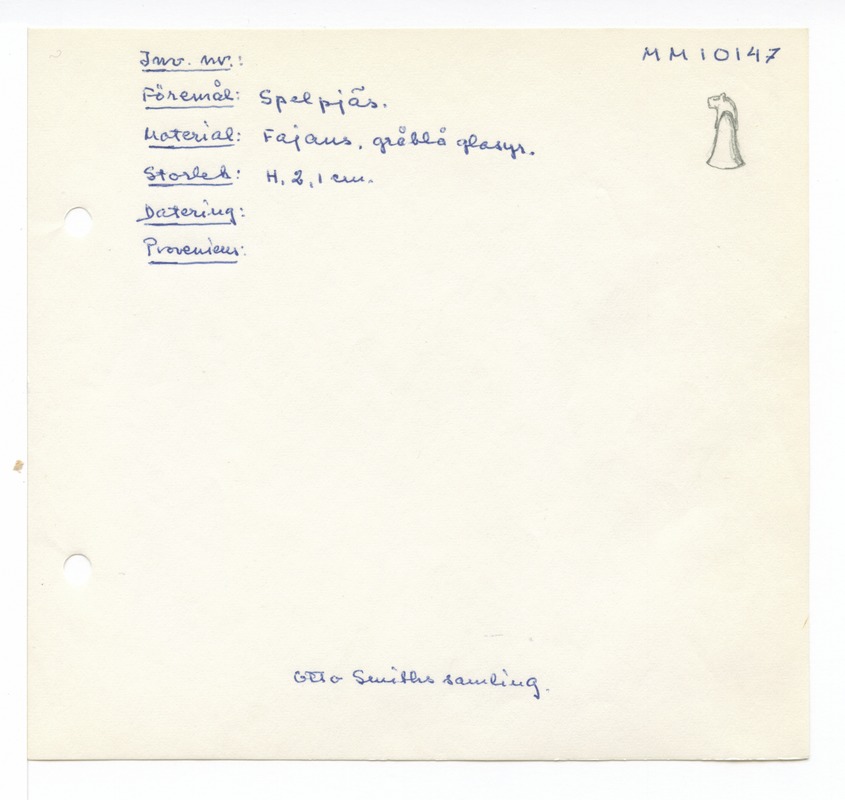 Inv. nr.:
MM 10147
Föremål: Spelpjäs.
Material: Fajans, gråblå glasyr.
Storlek: H. 2,1 cm.
Datering:
Proveniens:
Otto Smiths samling.